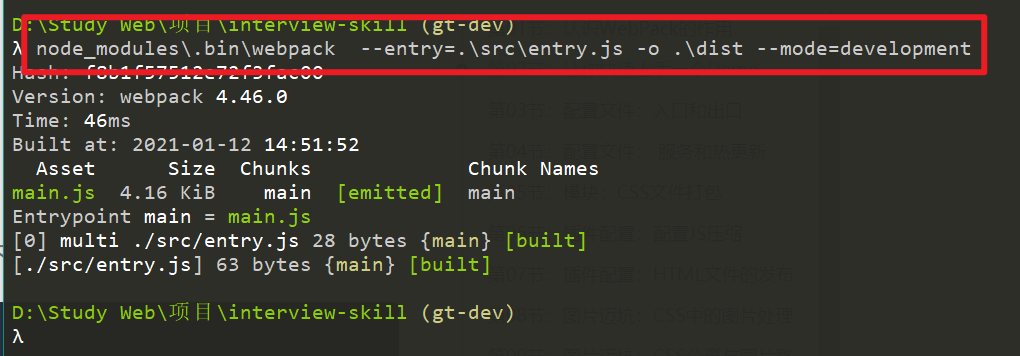 D:\Study Web\项目\interview-skill (gt-dev)
λ node_modules\.bin\webpack  --entry=.\src\entry.js -o .\dist --mode=development
Version: webpack 4.46.0
Time: 46ms
Built at: 2021-01-12 14:51:52
Asset Size Chunks Chunk Names
main.js 4.16 KiB main [emitted] main
Entrypoint main = main.js
[0] multi ./src/entry.js 28 bytes {main} [built]
[./src/entry.js] 63 bytes {main} [built]
D:\Study Web\项目\interview-skill (gt-dev)
λ